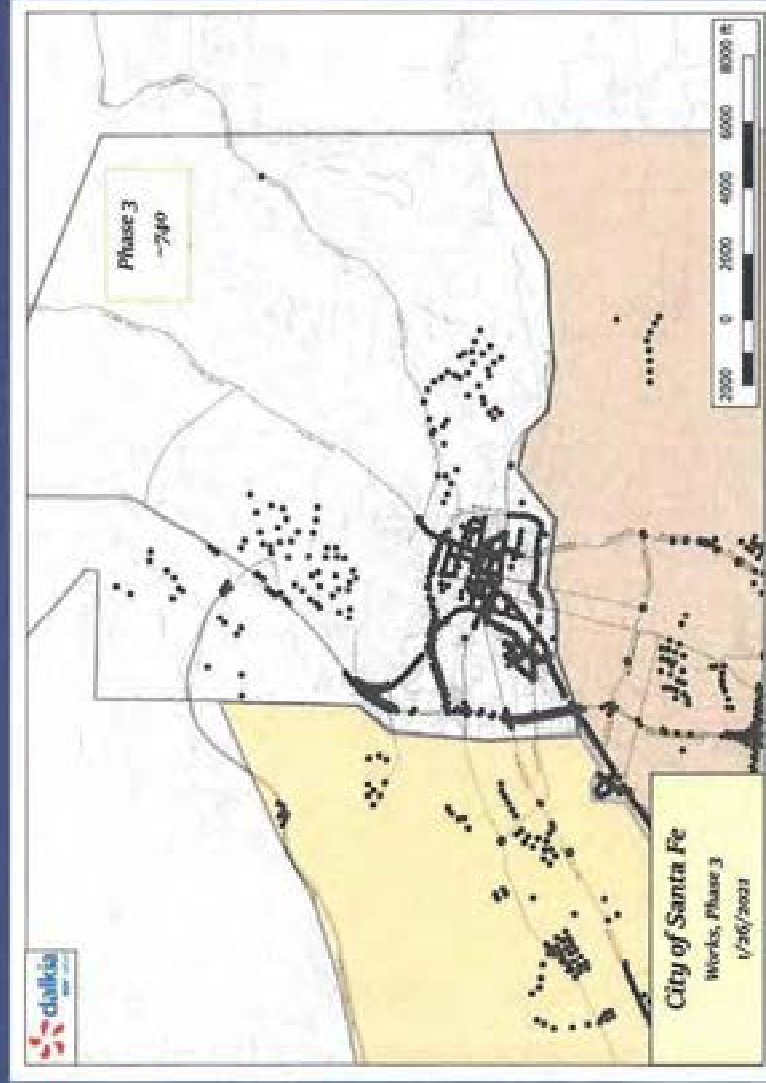 dalkia
Phase 3
~740
City of Santa Fe
Works, Phase 3
1/26/2021
2000 0 2000 4000 6000 8000 ft